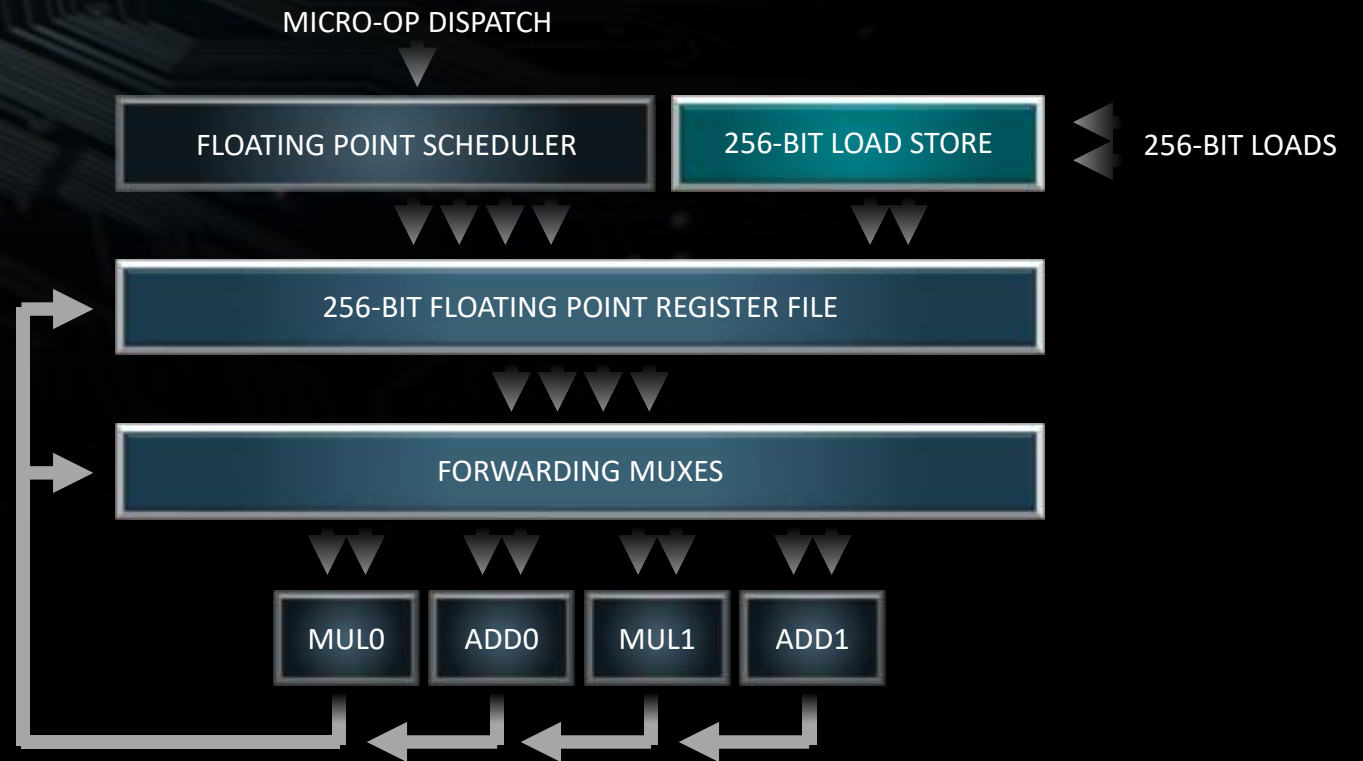 MICRO-OP DISPATCH
FLOATING POINT SCHEDULER
256-BIT LOAD STORE
256-BIT LOADS
256-BIT FLOATING POINT REGISTER FILE
FORWARDING MUXES
MUL0
ADD0
MUL1
ADD1